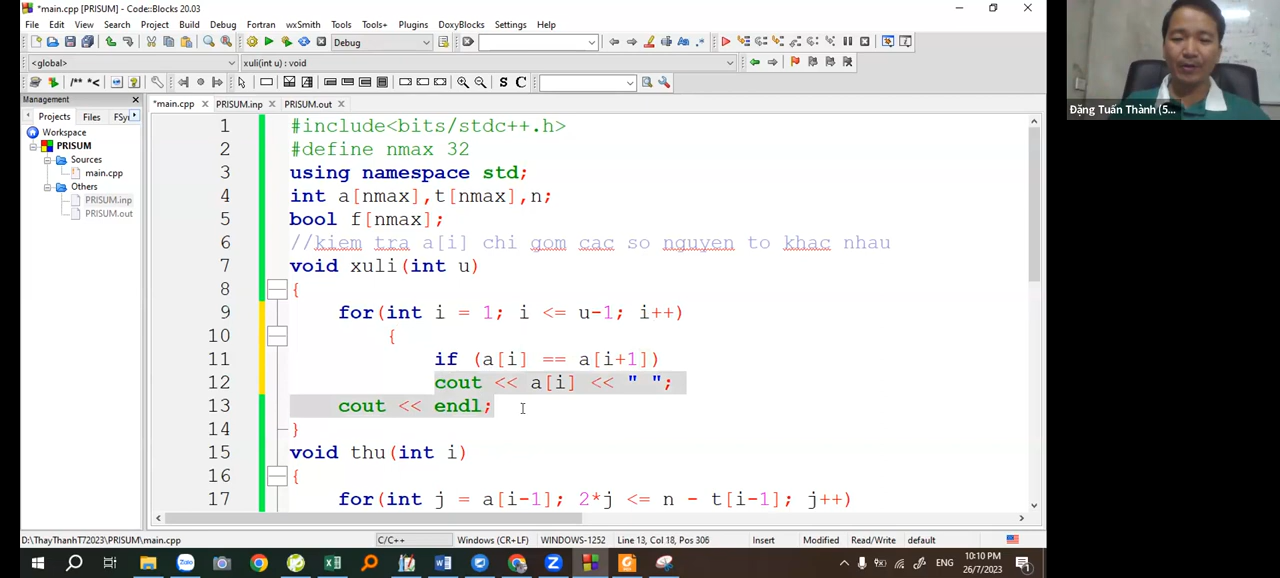 *main.cpp [PRISUM] - Code::Blocks 20.03
File Edit View Search Project Build Debug Fortran wxSmith Tools Tools+ Plugins DoxyBlocks Settings Help
Debug
<global> xuli(int u) : void
/** *< S C
Management
Projects Files FSy
Workspace
PRISUM
Sources
main.cpp
Others
PRISUM.inp
PRISUM.out
*main.cpp PRISUM.inp PRISUM.out
1 #include<bits/stdc++.h>
2 #define nmax 32
3 using namespace std;
4 int a[nmax],t[nmax],n;
5 bool f[nmax];
6 //kiem tra a[i] chi gom cac so nguyen to khac nhau
7 void xuli(int u)
8 {
9 for(int i = 1; i <= u-1; i++)
10 {
11 if (a[i] == a[i+1])
12 cout << a[i] << " ";
13 cout << endl;
14 }
15 void thu(int i)
16 {
17 for(int j = a[i-1]; 2*j <= n - t[i-1]; j++)
D:\ThayThanhT72023\PRISUM\main.cpp C/C++ Windows (CR+LF) WINDOWS-1252 Line 13, Col 18, Pos 306 Insert Modified Read/Write default
Zalo
ENG
10:10 PM
26/7/2023
Đặng Tuấn Thành (5...